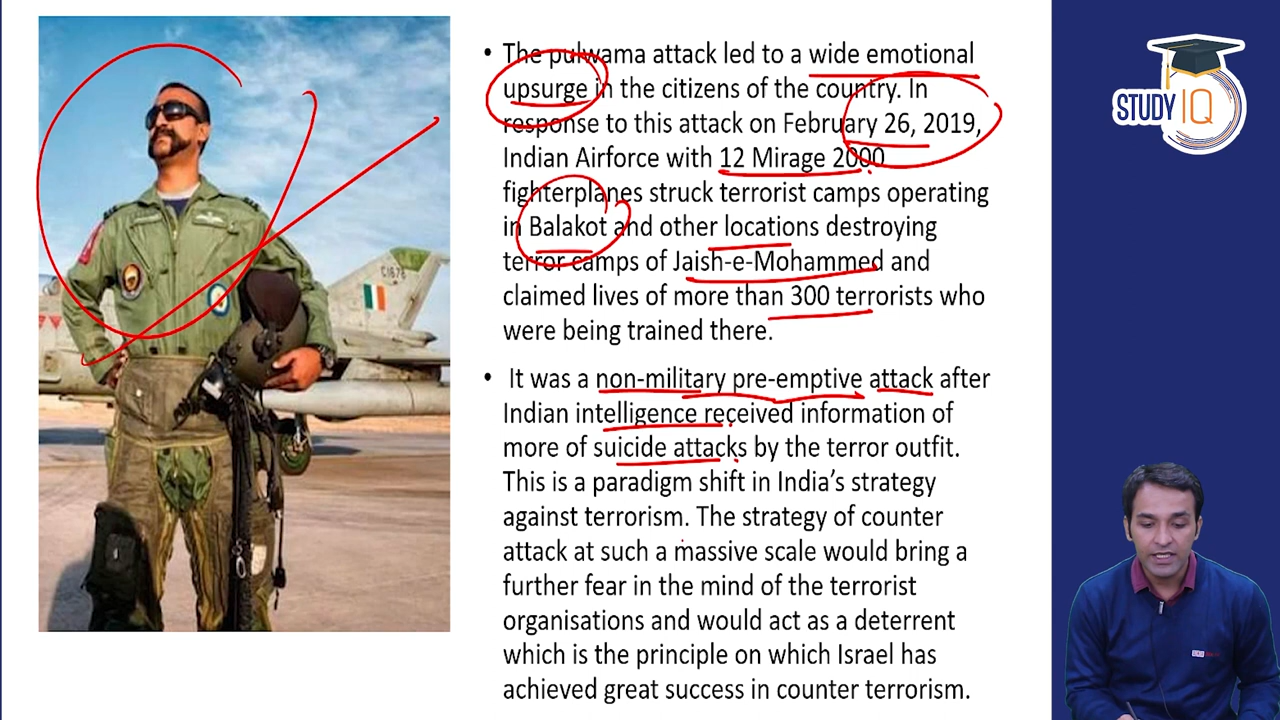 • The pulwama attack led to a wide emotional
upsurge in the citizens of the country. In
response to this attack on February 26, 2019,
Indian Airforce with 12 Mirage 2000
fighterplanes struck terrorist camps operating
in Balakot and other locations destroying
terror camps of Jaish-e-Mohammed and
claimed lives of more than 300 terrorists who
were being trained there.
• It was a non-military pre-emptive attack after
Indian intelligence received information of
more of suicide attacks by the terror outfit.
This is a paradigm shift in India's strategy
against terrorism. The strategy of counter
attack at such a massive scale would bring a
further fear in the mind of the terrorist
organisations and would act as a deterrent
which is the principle on which Israel has
achieved great success in counter terrorism.
STUDY IQ
C1876